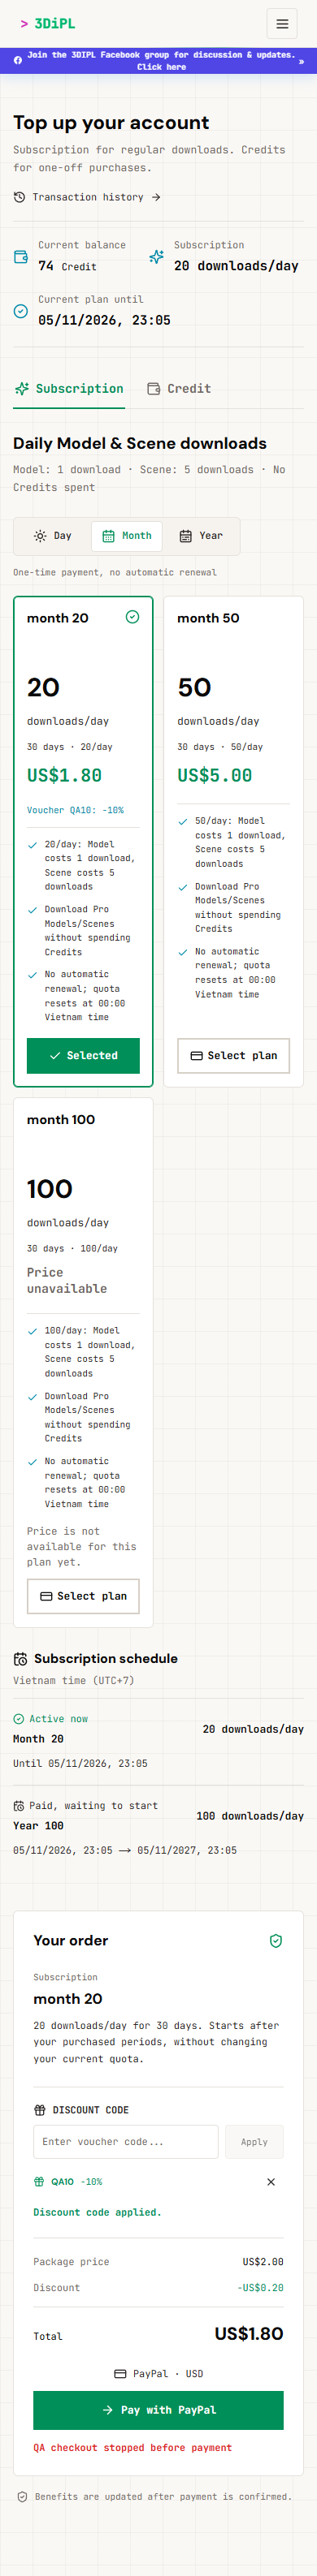 > 3DiPL
Join the 3DIPL Facebook group for discussion & updates. »
Click here
Top up your account
Subscription for regular downloads. Credits
for one-off purchases.
Transaction history →
Current balance
74 Credit
Subscription
20 downloads/day
Current plan until
05/11/2026, 23:05
Subscription
Credit
Daily Model & Scene downloads
Model: 1 download · Scene: 5 downloads · No
Credits spent
Day
Month
Year
One-time payment, no automatic renewal
month 20
20
downloads/day
30 days · 20/day
US$1.80
Voucher QA10: -10%
20/day: Model
costs 1 download,
Scene costs 5
downloads
Download Pro
Models/Scenes
without spending
Credits
No automatic
renewal; quota
resets at 00:00
Vietnam time
Selected
month 50
50
downloads/day
30 days · 50/day
US$5.00
50/day: Model
costs 1 download,
Scene costs 5
downloads
Download Pro
Models/Scenes
without spending
Credits
No automatic
renewal; quota
resets at 00:00
Vietnam time
Select plan
month 100
100
downloads/day
30 days · 100/day
Price
unavailable
100/day: Model
costs 1 download,
Scene costs 5
downloads
Download Pro
Models/Scenes
without spending
Credits
No automatic
renewal; quota
resets at 00:00
Vietnam time
Price is not
available for this
plan yet.
Select plan
Subscription schedule
Vietnam time (UTC+7)
Active now
Month 20
20 downloads/day
Until 05/11/2026, 23:05
Paid, waiting to start
Year 100
100 downloads/day
05/11/2026, 23:05 → 05/11/2027, 23:05
Your order
Subscription
month 20
20 downloads/day for 30 days. Starts after
your purchased periods, without changing
your current quota.
DISCOUNT CODE
Enter voucher code...
Apply
QA10 -10%
Discount code applied.
Package price US$2.00
Discount -US$0.20
Total US$1.80
PayPal · USD
→ Pay with PayPal
QA checkout stopped before payment
Benefits are updated after payment is confirmed.